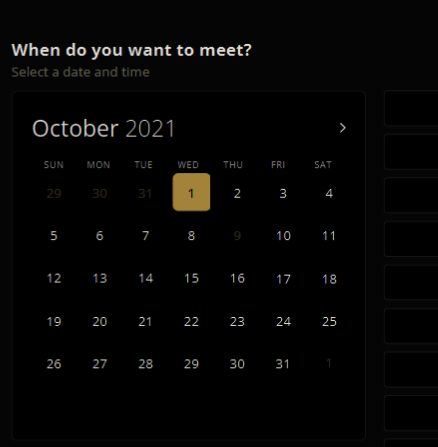 When do you want to meet?
Select a date and time
October 2021 >
SUN MON TUE WED THU FRI SAT
29 30 31 1 2 3 4
5 6 7 8 9 10 11
12 13 14 15 16 17 18
19 20 21 22 23 24 25
26 27 28 29 30 31 1